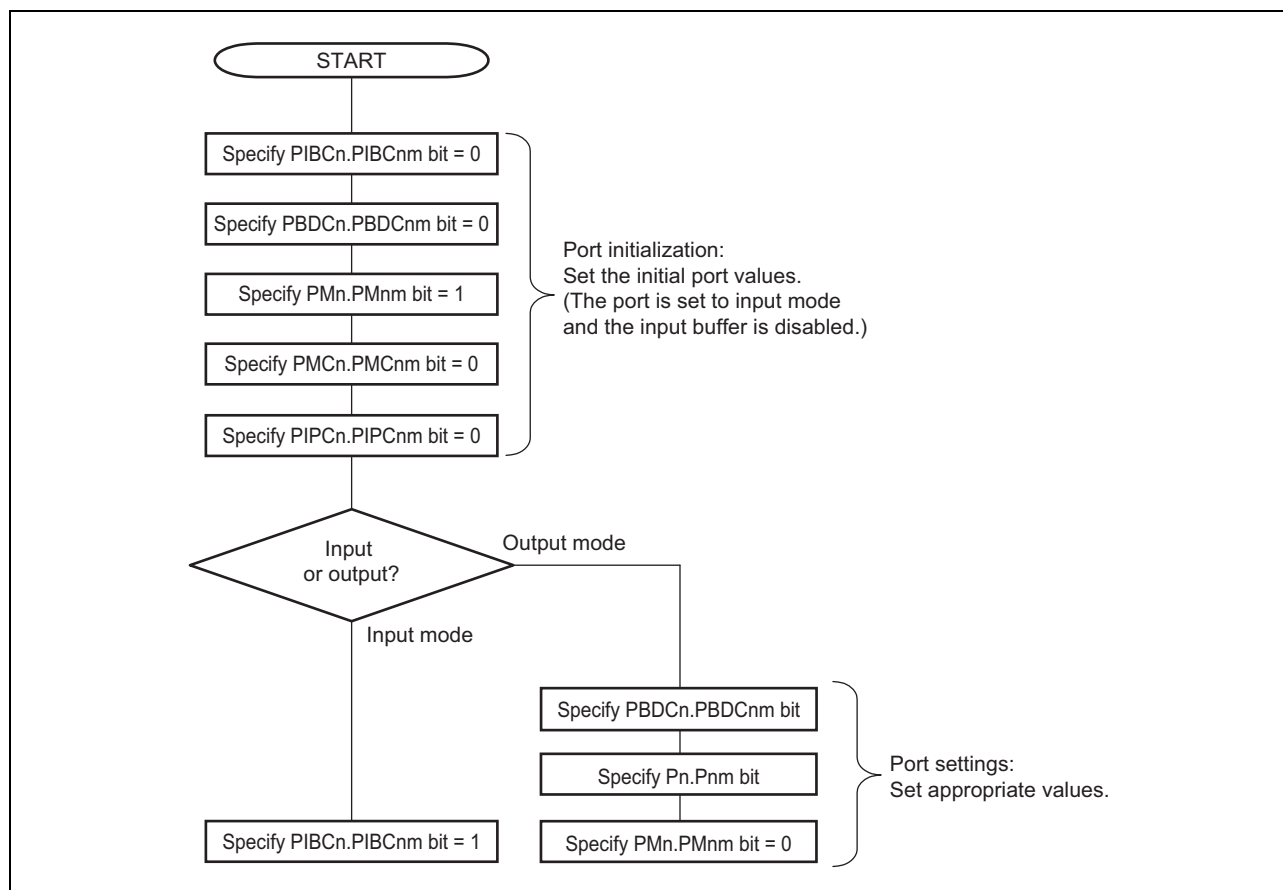 START
Specify PIBCn.PIBCnm bit = 0
Specify PBDCn.PBDCnm bit = 0
Specify PMn.PMnm bit = 1
Specify PMCn.PMCnm bit = 0
Specify PIPCn.PIPCnm bit = 0
Port initialization:
Set the initial port values.
(The port is set to input mode
and the input buffer is disabled.)
Input
or output?
Output mode
Input mode
Specify PIBCn.PIBCnm bit = 1
Specify PBDCn.PBDCnm bit
Specify Pn.Pnm bit
Specify PMn.PMnm bit = 0
Port settings:
Set appropriate values.